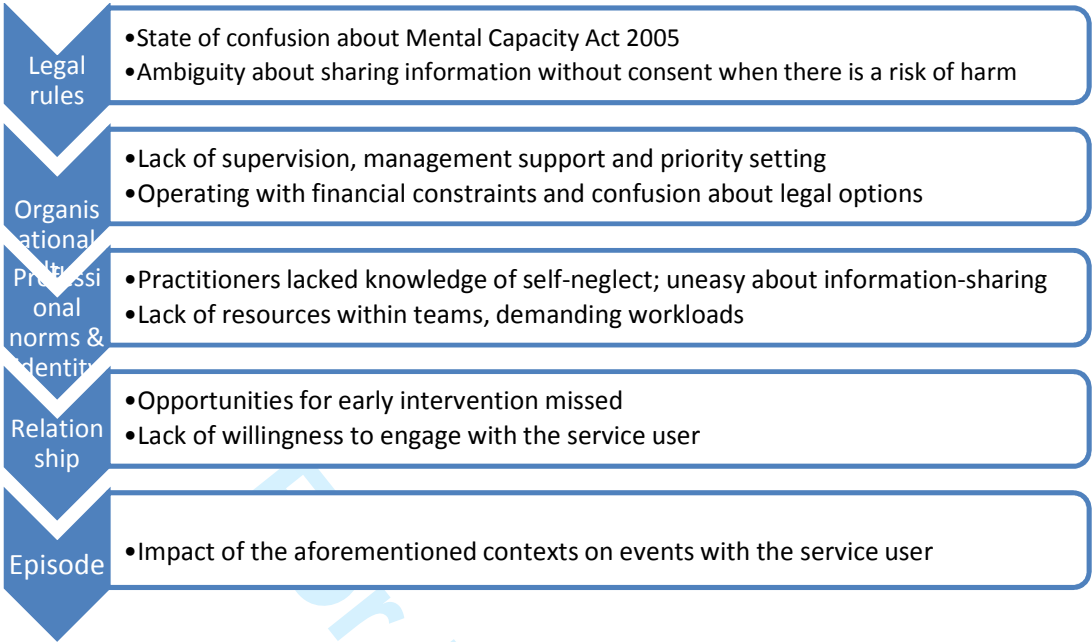 Legal
rules
•State of confusion about Mental Capacity Act 2005
•Ambiguity about sharing information without consent when there is a risk of harm
Organis
ational
•Lack of supervision, management support and priority setting
•Operating with financial constraints and confusion about legal options
onal
norms &
•Practitioners lacked knowledge of self-neglect; uneasy about information-sharing
•Lack of resources within teams, demanding workloads
Relation
ship
•Opportunities for early intervention missed
•Lack of willingness to engage with the service user
Episode
•Impact of the aforementioned contexts on events with the service user
For